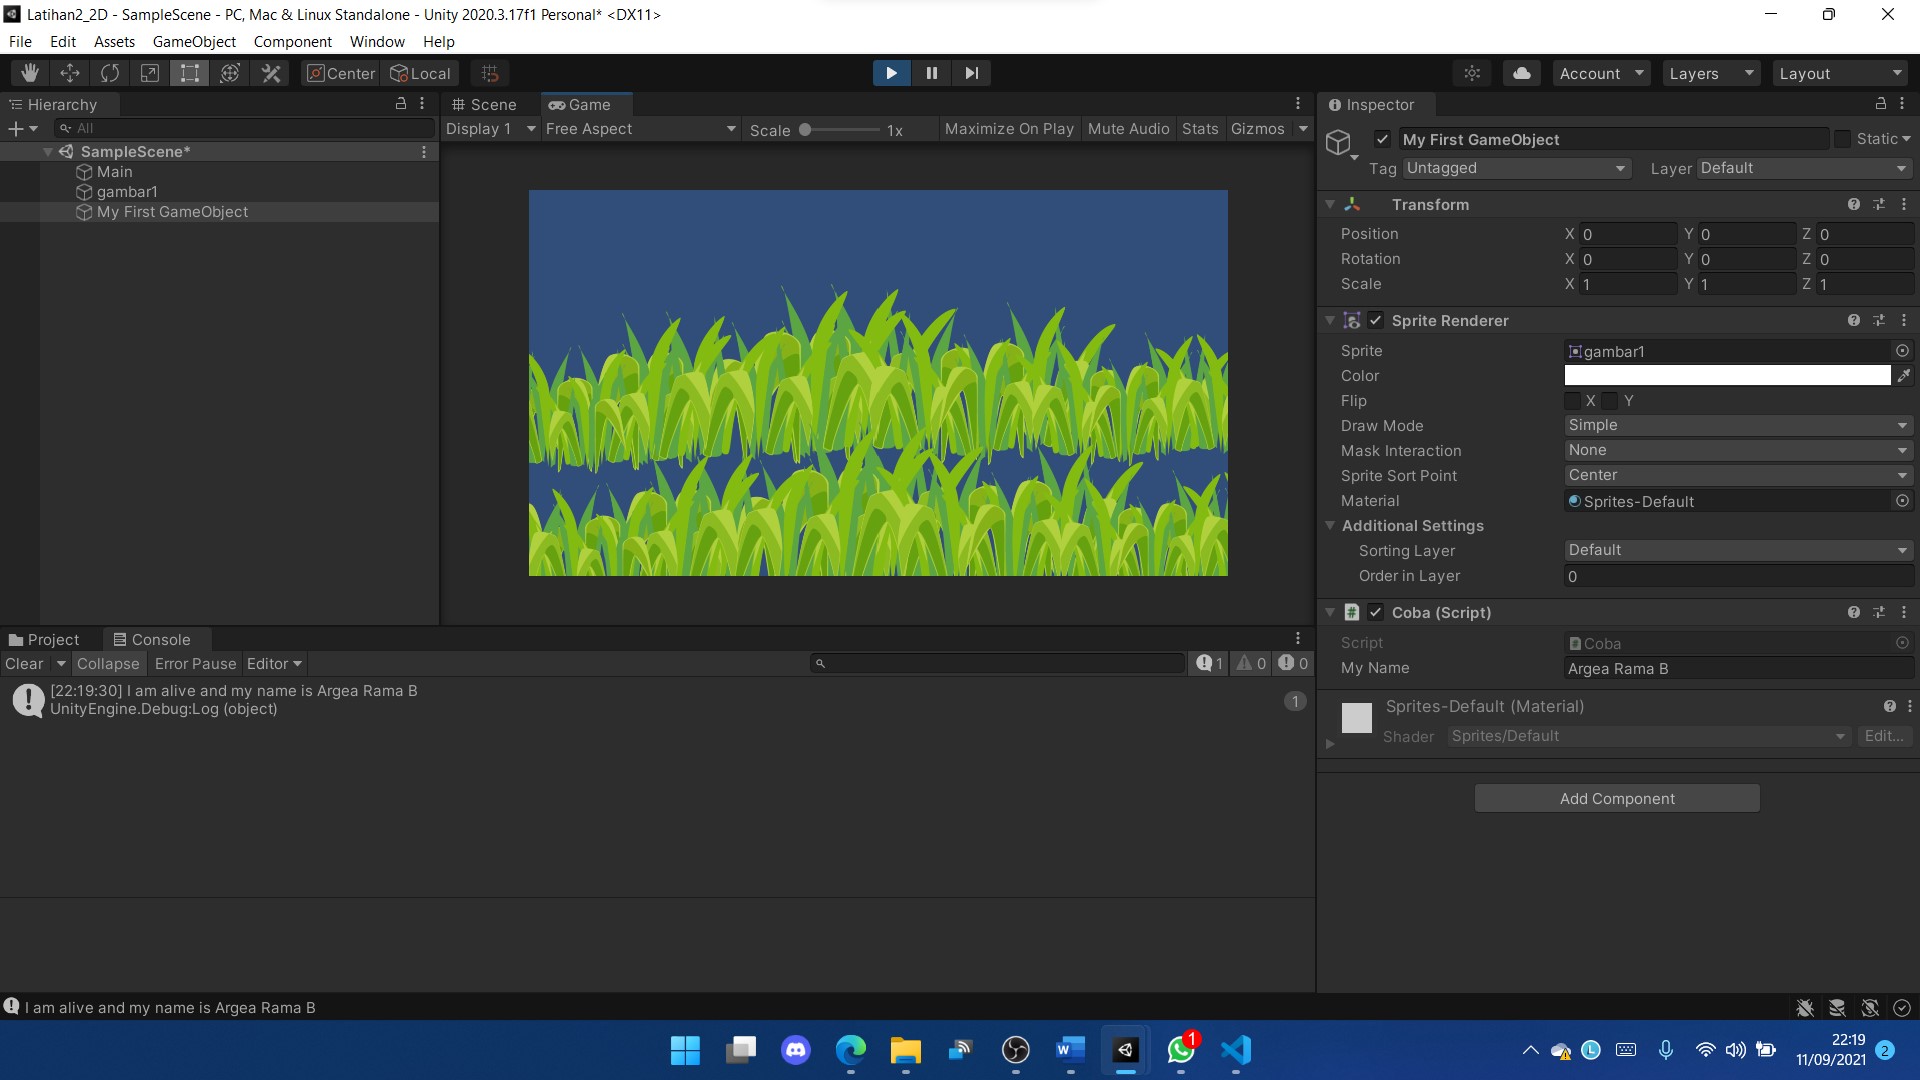 Latihan2_2D - SampleScene - PC, Mac & Linux Standalone - Unity 2020.3.17f1 Personal* <DX11>
File Edit Assets GameObject Component Window Help
Center Local Account Layers Layout
Hierarchy
All
SampleScene*
Main
gambar1
My First GameObject
Scene Game
Display 1 Free Aspect Scale 1x Maximize On Play Mute Audio Stats Gizmos
Inspector
My First GameObject Static
Tag Untagged Layer Default
Transform
Position X 0 Y 0 Z 0
Rotation X 0 Y 0 Z 0
Scale X 1 Y 1 Z 1
Sprite Renderer
Sprite gambar1
Color
Flip X Y
Draw Mode Simple
Mask Interaction None
Sprite Sort Point Center
Material Sprites-Default
Additional Settings
Sorting Layer Default
Order in Layer 0
# Coba (Script)
Script Coba
My Name Argea Rama B
Sprites-Default (Material)
Shader Sprites/Default Edit...
Add Component
Project Console
Clear Collapse Error Pause Editor 1 0 0
[22:19:30] I am alive and my name is Argea Rama B
UnityEngine.Debug:Log (object)
1
I am alive and my name is Argea Rama B
W 1 L 22:19
11/09/2021 2